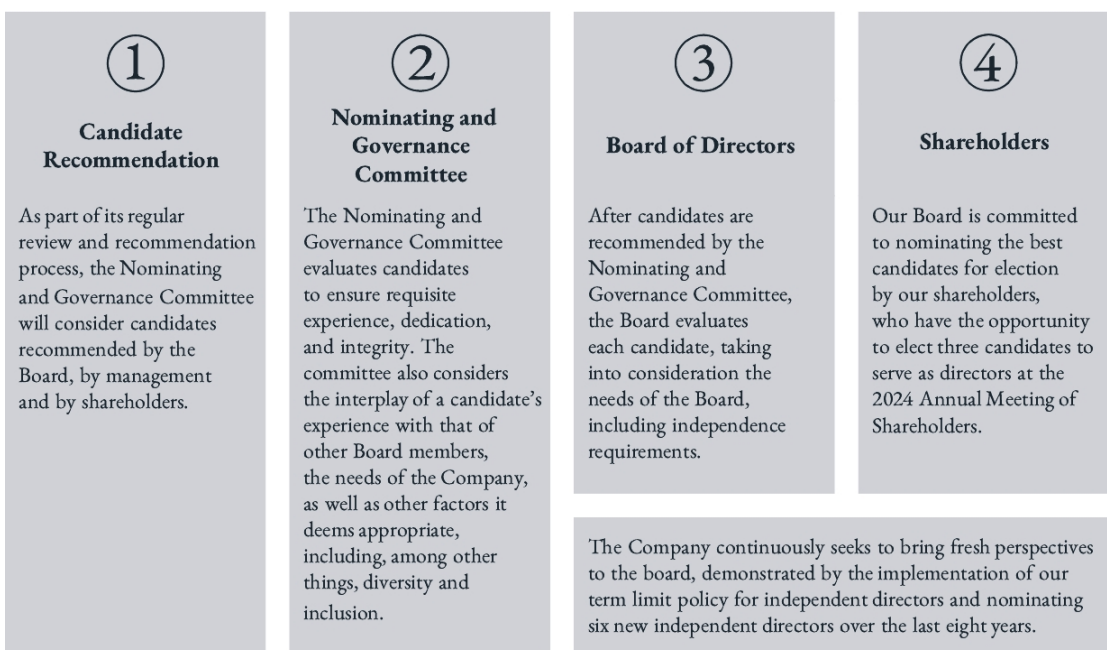 1
Candidate
Recommendation
As part of its regular
review and recommendation
process, the Nominating
and Governance Committee
will consider candidates
recommended by the
Board, by management
and by shareholders.
2
Nominating and
Governance
Committee
The Nominating and
Governance Committee
evaluates candidates
to ensure requisite
experience, dedication,
and integrity. The
committee also considers
the interplay of a candidate’s
experience with that of
other Board members,
the needs of the Company,
as well as other factors it
deems appropriate,
including, among other
things, diversity and
inclusion.
3
Board of Directors
After candidates are
recommended by the
Nominating and
Governance Committee,
the Board evaluates
each candidate, taking
into consideration the
needs of the Board,
including independence
requirements.
4
Shareholders
Our Board is committed
to nominating the best
candidates for election
by our shareholders,
who have the opportunity
to elect three candidates to
serve as directors at the
2024 Annual Meeting of
Shareholders.
The Company continuously seeks to bring fresh perspectives
to the board, demonstrated by the implementation of our
term limit policy for independent directors and nominating
six new independent directors over the last eight years.